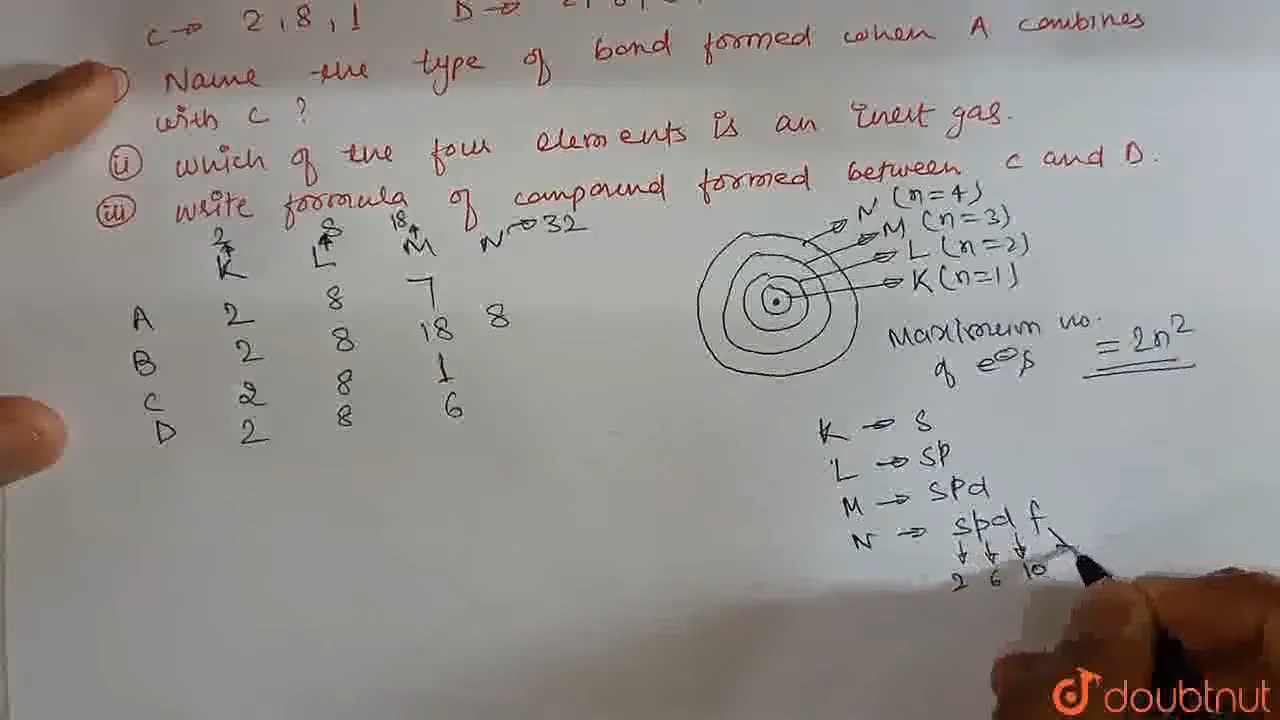 C → 2, 8, 1 D →
i) Name the type of bond formed when A combines
with C ?
ii) which of the four elements is an inert gas.
iii) write formula of compound formed between C and D.
2 8 18
K L M N → 32
A 2 8 7
B 2 8 18 8
C 2 8 1
D 2 8 6
N (n=4)
M (n=3)
L (n=2)
K (n=1)
Maximum no.
of e⊖s = 2n²
K → s
L → sp
M → spd
N → spd f
2 6 10
doubtnut